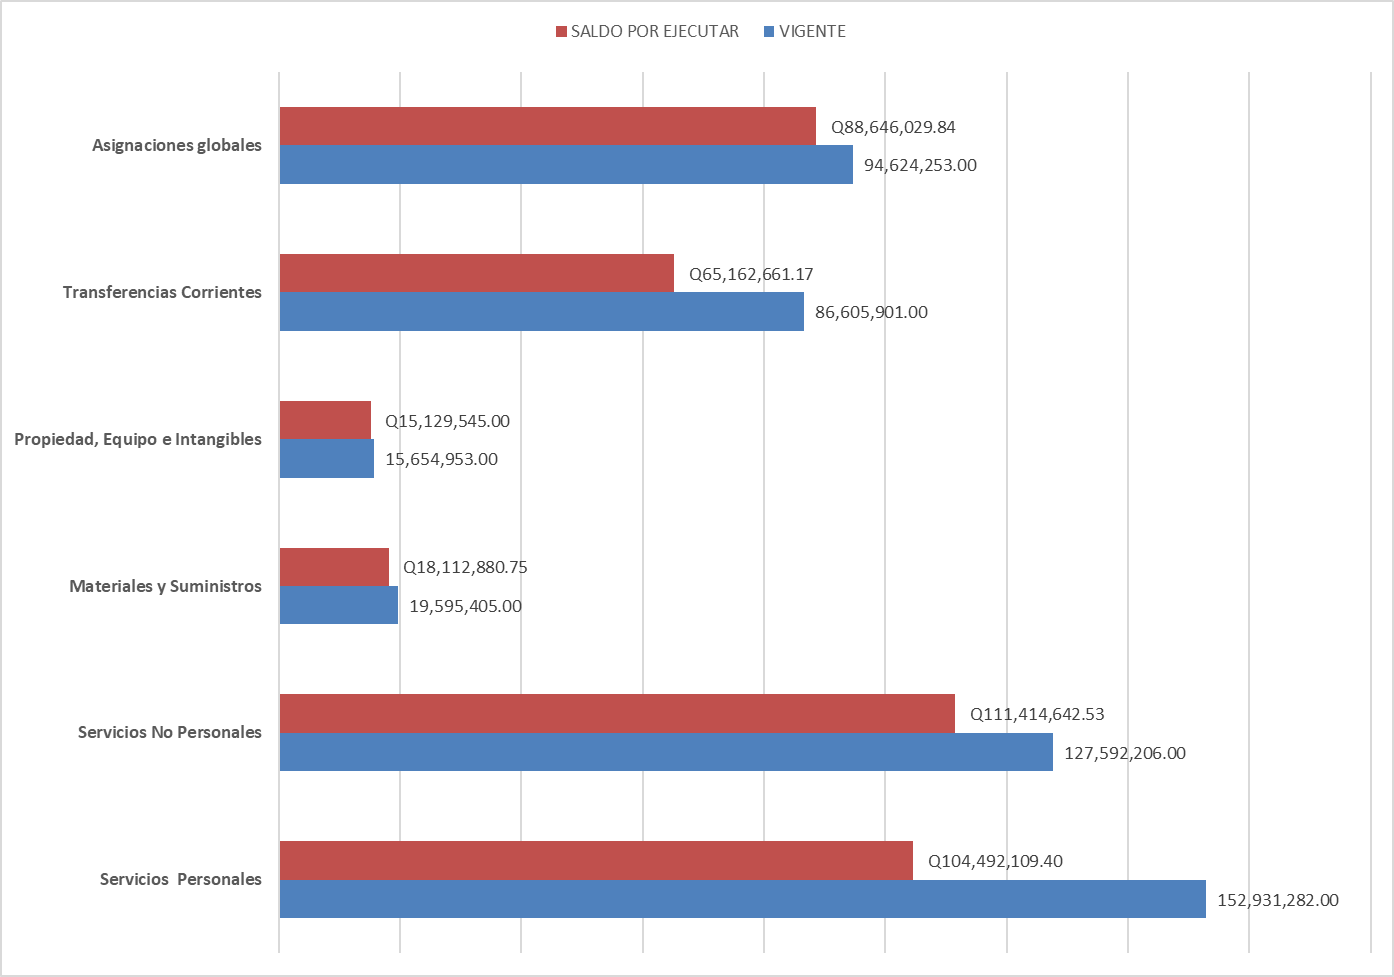 SALDO POR EJECUTAR VIGENTE
Asignaciones globales
Q88,646,029.84
94,624,253.00
Transferencias Corrientes
Q65,162,661.17
86,605,901.00
Propiedad, Equipo e Intangibles
Q15,129,545.00
15,654,953.00
Materiales y Suministros
Q18,112,880.75
19,595,405.00
Servicios No Personales
Q111,414,642.53
127,592,206.00
Servicios  Personales
Q104,492,109.40
152,931,282.00